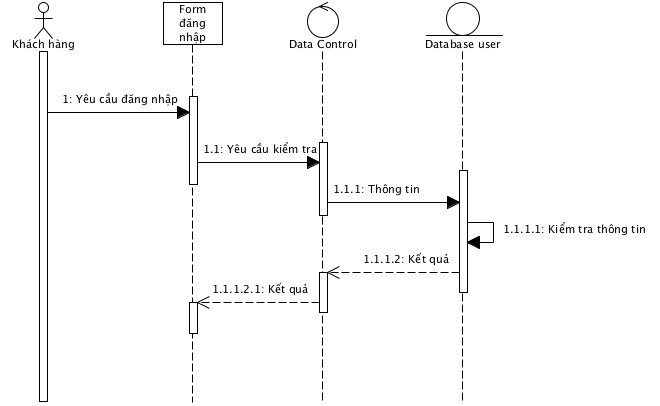 Form
đăng
nhập
Khách hàng
Data Control
Database user
1: Yêu cầu đăng nhập
1.1: Yêu cầu kiểm tra
1.1.1: Thông tin
1.1.1.1: Kiểm tra thông tin
1.1.1.2: Kết quả
1.1.1.2.1: Kết quả